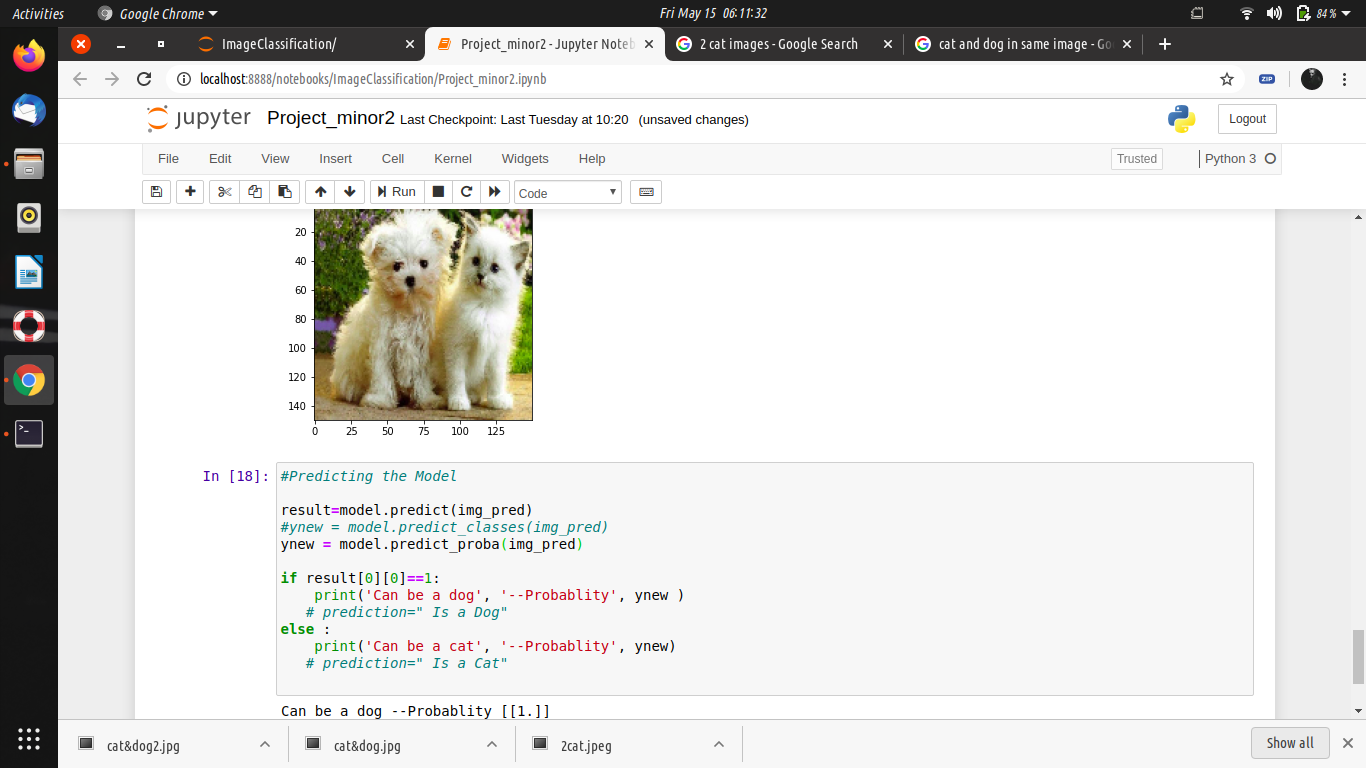 Activities Google Chrome Fri May 15 06:11:32 84 %
ImageClassification/ Project_minor2 - Jupyter Noteb 2 cat images - Google Search cat and dog in same image - Go
localhost:8888/notebooks/ImageClassification/Project_minor2.ipynb ZIP
jupyter Project_minor2 Last Checkpoint: Last Tuesday at 10:20 (unsaved changes) Logout
File Edit View Insert Cell Kernel Widgets Help Trusted Python 3
Run Code
20
40
60
80
100
120
140
0 25 50 75 100 125
In [18]: #Predicting the Model
result=model.predict(img_pred)
#ynew = model.predict_classes(img_pred)
ynew = model.predict_proba(img_pred)
if result[0][0]==1:
print('Can be a dog', '--Probablity', ynew )
# prediction=" Is a Dog"
else :
print('Can be a cat', '--Probablity', ynew)
# prediction=" Is a Cat"
Can be a dog --Probablity [[1.]]
cat&dog2.jpg cat&dog.jpg 2cat.jpeg Show all